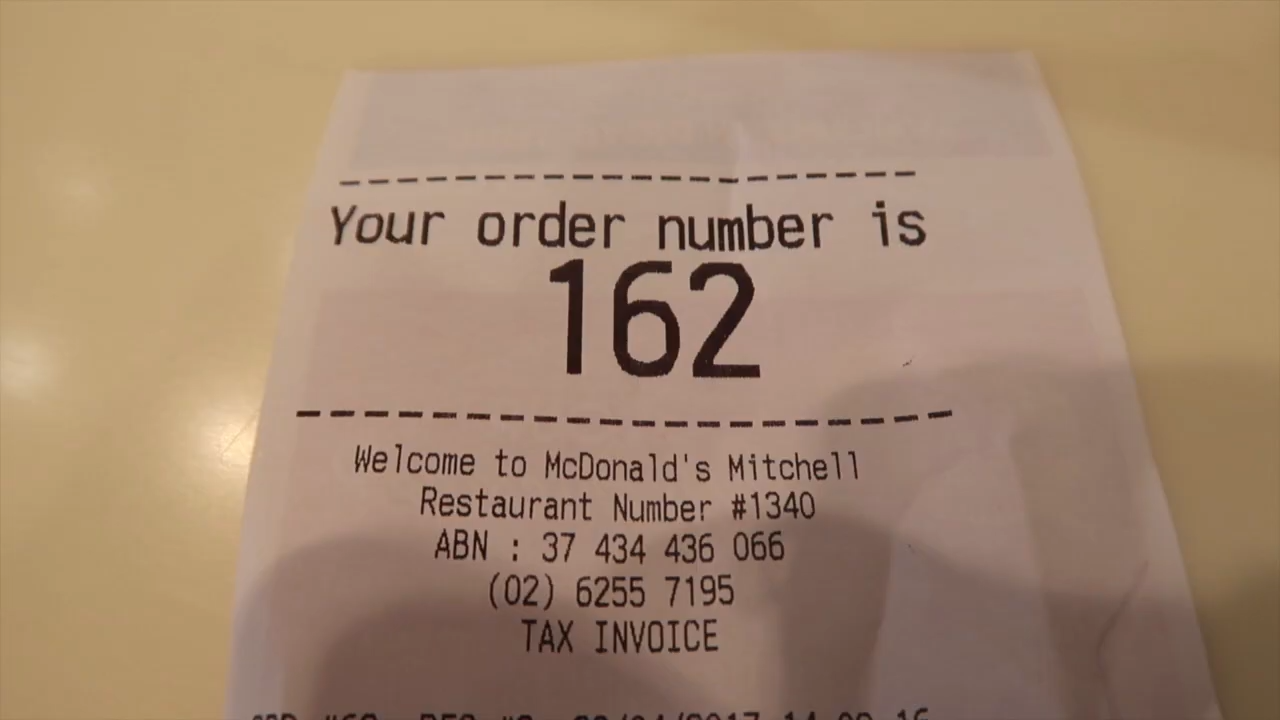 Your order number is
162
Welcome to McDonald's Mitchell
Restaurant Number #1340
ABN : 37 434 436 066
(02) 6255 7195
TAX INVOICE